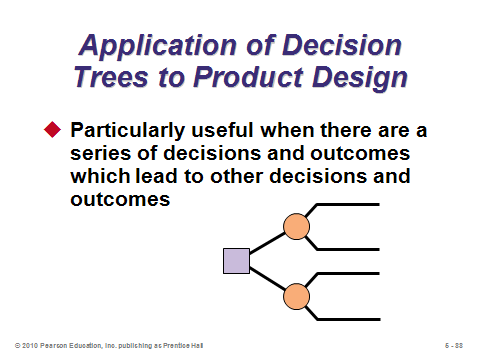 Application of Decision
Trees to Product Design
Particularly useful when there are a
series of decisions and outcomes
which lead to other decisions and
outcomes
© 2010 Pearson Education, Inc. publishing as Prentice Hall
6 - 88